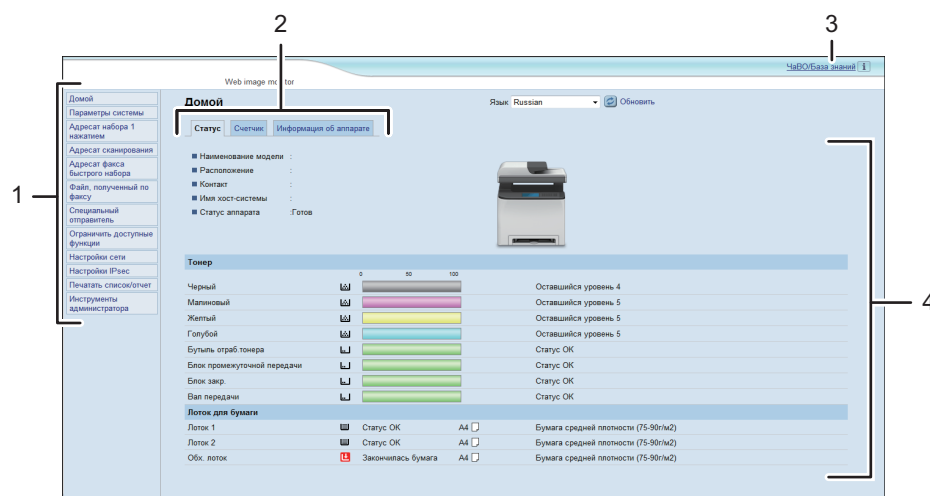 2
3
ЧаВО/База знаний
Web image monitor
1
Домой
Параметры системы
Адресат набора 1
нажатием
Адресат сканирования
Адресат факса
быстрого набора
Файл, полученный по
факсу
Специальный
отправитель
Ограничить доступные
функции
Настройки сети
Настройки IPsec
Печатать список/отчет
Инструменты
администратора
Домой
Язык Russian Обновить
Статус Счетчик Информация об аппарате
Наименование модели :
Расположение :
Контакт :
Имя хост-системы :
Статус аппарата :Готов
Тонер
0 50 100
Черный Оставшийся уровень 4
Малиновый Оставшийся уровень 5
Желтый Оставшийся уровень 5
Голубой Оставшийся уровень 5
Бутыль отраб.тонера Статус OK
Блок промежуточной передачи Статус OK
Блок закр. Статус OK
Вал передачи Статус OK
Лоток для бумаги
Лоток 1 Статус OK A4 Бумага средней плотности (75-90г/м2)
Лоток 2 Статус OK A4 Бумага средней плотности (75-90г/м2)
Обх. лоток Закончилась бумага A4 Бумага средней плотности (75-90г/м2)
4